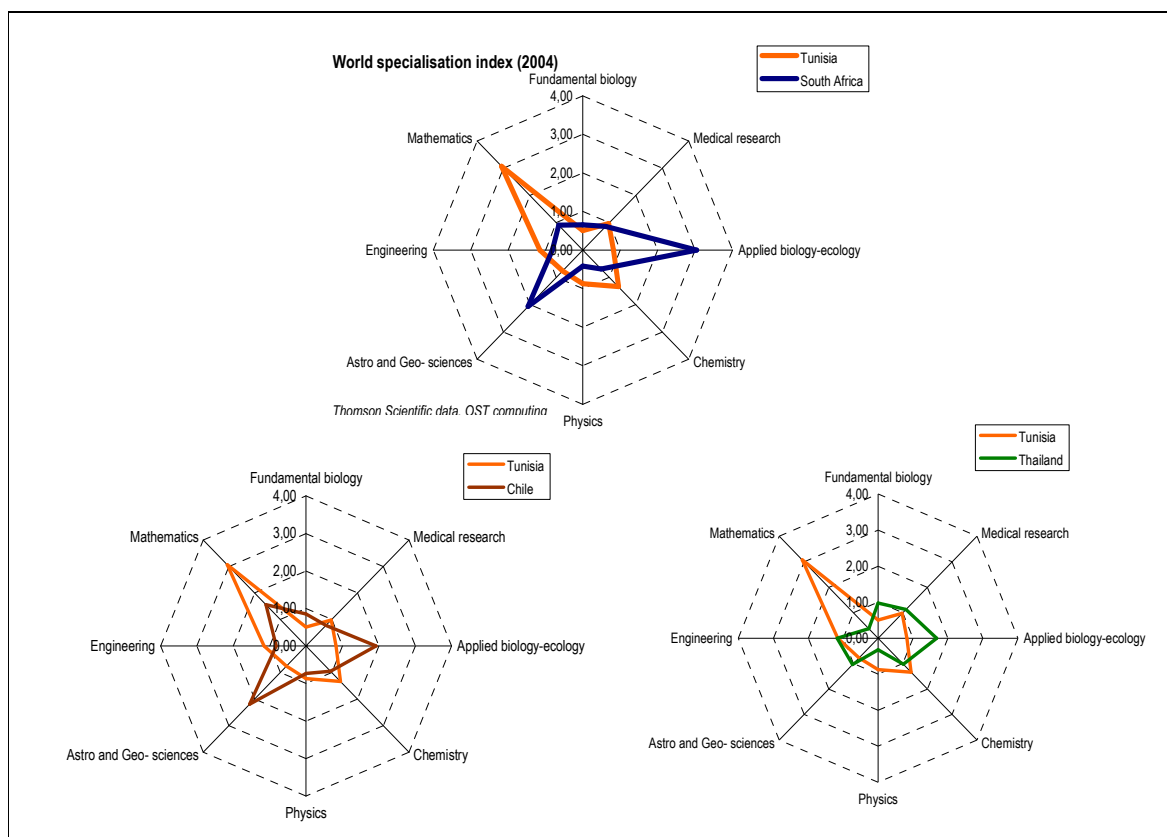 World specialisation index (2004)
Tunisia
South Africa
Fundamental biology
4,00
3,00
2,00
1,00
0,00
Mathematics
Medical research
Engineering
Applied biology-ecology
Astro and Geo- sciences
Chemistry
Physics
Thomson Scientific data, OST computing
Tunisia
Chile
Fundamental biology
4,00
3,00
2,00
1,00
0,00
Mathematics
Medical research
Engineering
Applied biology-ecology
Astro and Geo- sciences
Chemistry
Physics
Tunisia
Thailand
Fundamental biology
4,00
3,00
2,00
1,00
0,00
Mathematics
Medical research
Engineering
Applied biology-ecology
Astro and Geo- sciences
Chemistry
Physics